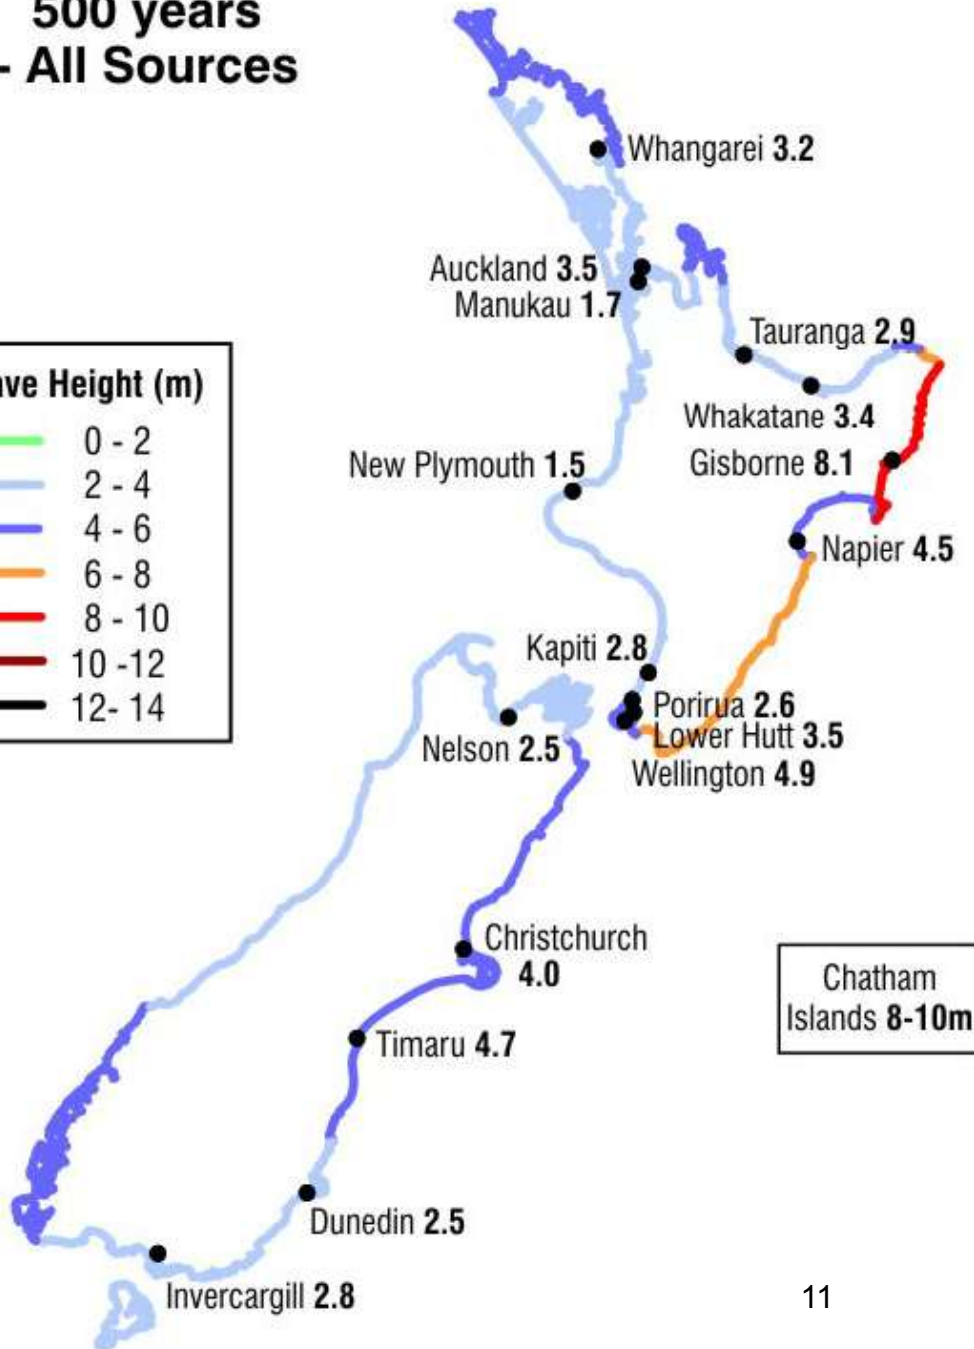 500 years
- All Sources
Whangarei 3.2
Auckland 3.5
Manukau 1.7
Tauranga 2.9
Whakatane 3.4
Gisborne 8.1
New Plymouth 1.5
Napier 4.5
ave Height (m)
0 - 2
2 - 4
4 - 6
6 - 8
8 - 10
10 -12
12- 14
Kapiti 2.8
Porirua 2.6
Lower Hutt 3.5
Nelson 2.5
Wellington 4.9
Christchurch
4.0
Chatham
Islands 8-10m
Timaru 4.7
Dunedin 2.5
Invercargill 2.8
11